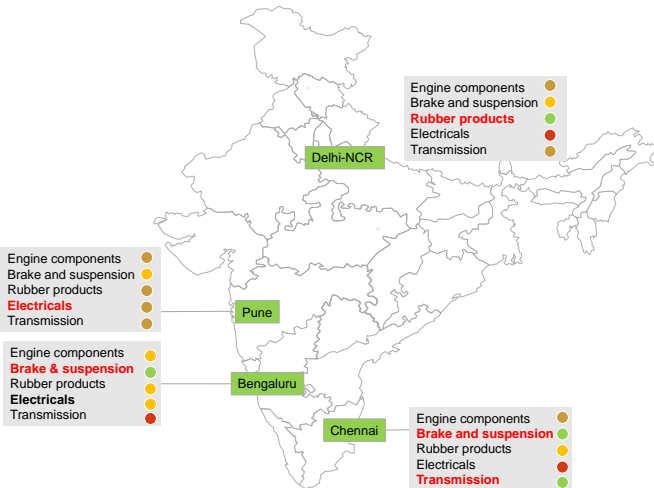 Engine components
Brake and suspension
Rubber products
Electricals
Transmission
Delhi-NCR
Engine components
Brake and suspension
Rubber products
Electricals
Transmission
Pune
Engine components
Brake & suspension
Rubber products
Electricals
Transmission
Bengaluru
Engine components
Brake and suspension
Rubber products
Electricals
Transmission
Chennai